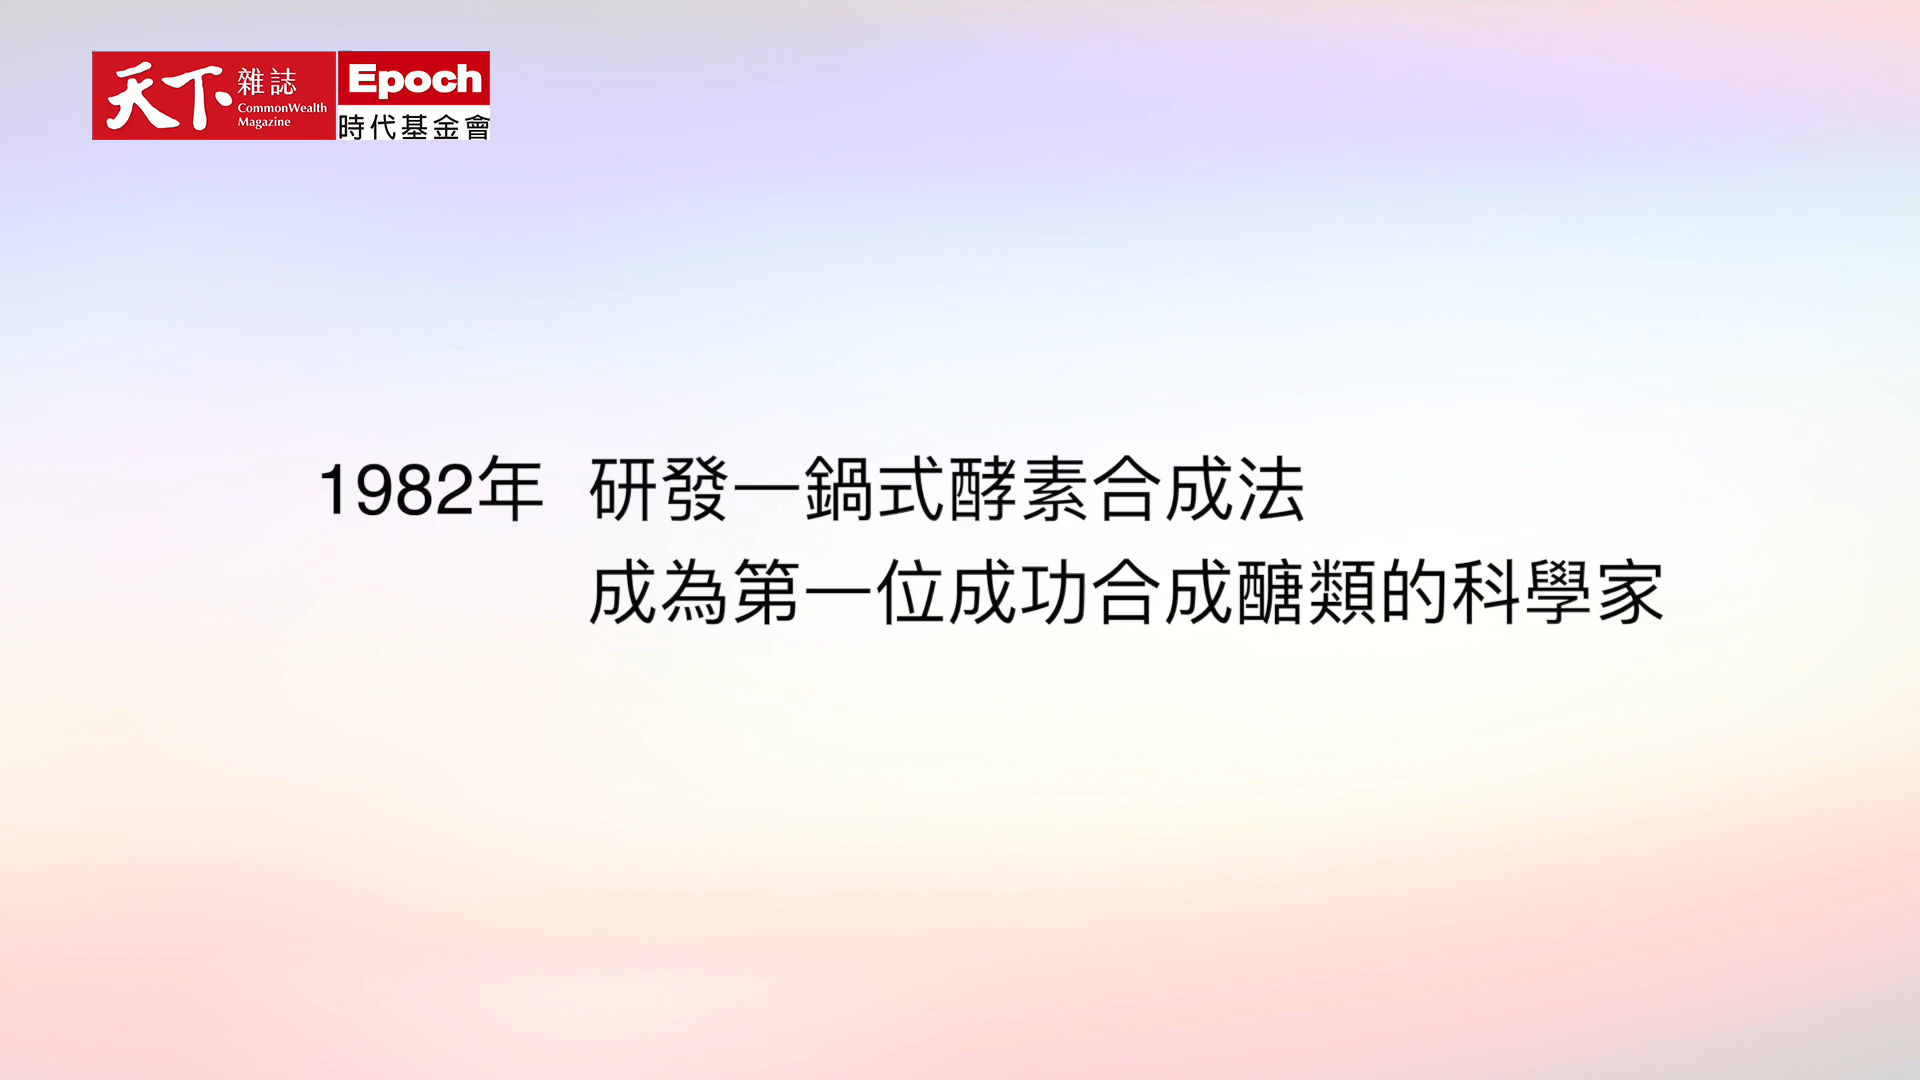 天下雜誌
CommonWealth
Magazine
Epoch
時代基金會
1982年 研發一鍋式酵素合成法
成為第一位成功合成醣類的科學家